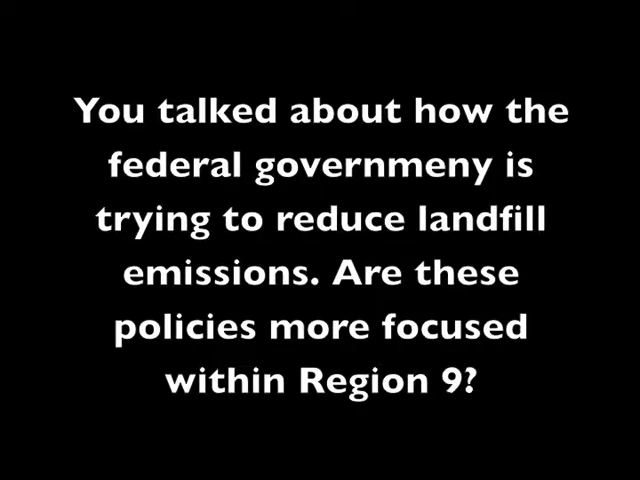 You talked about how the
federal governmeny is
trying to reduce landfill
emissions. Are these
policies more focused
within Region 9?